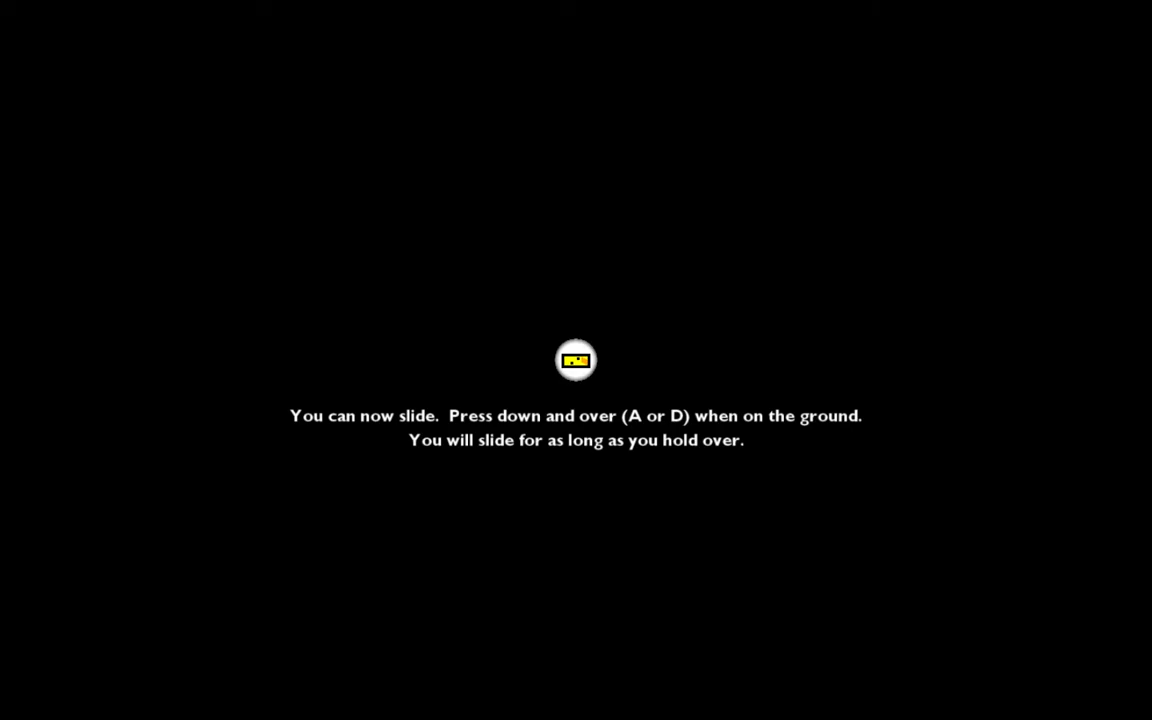 You can now slide.  Press down and over (A or D) when on the ground.
You will slide for as long as you hold over.